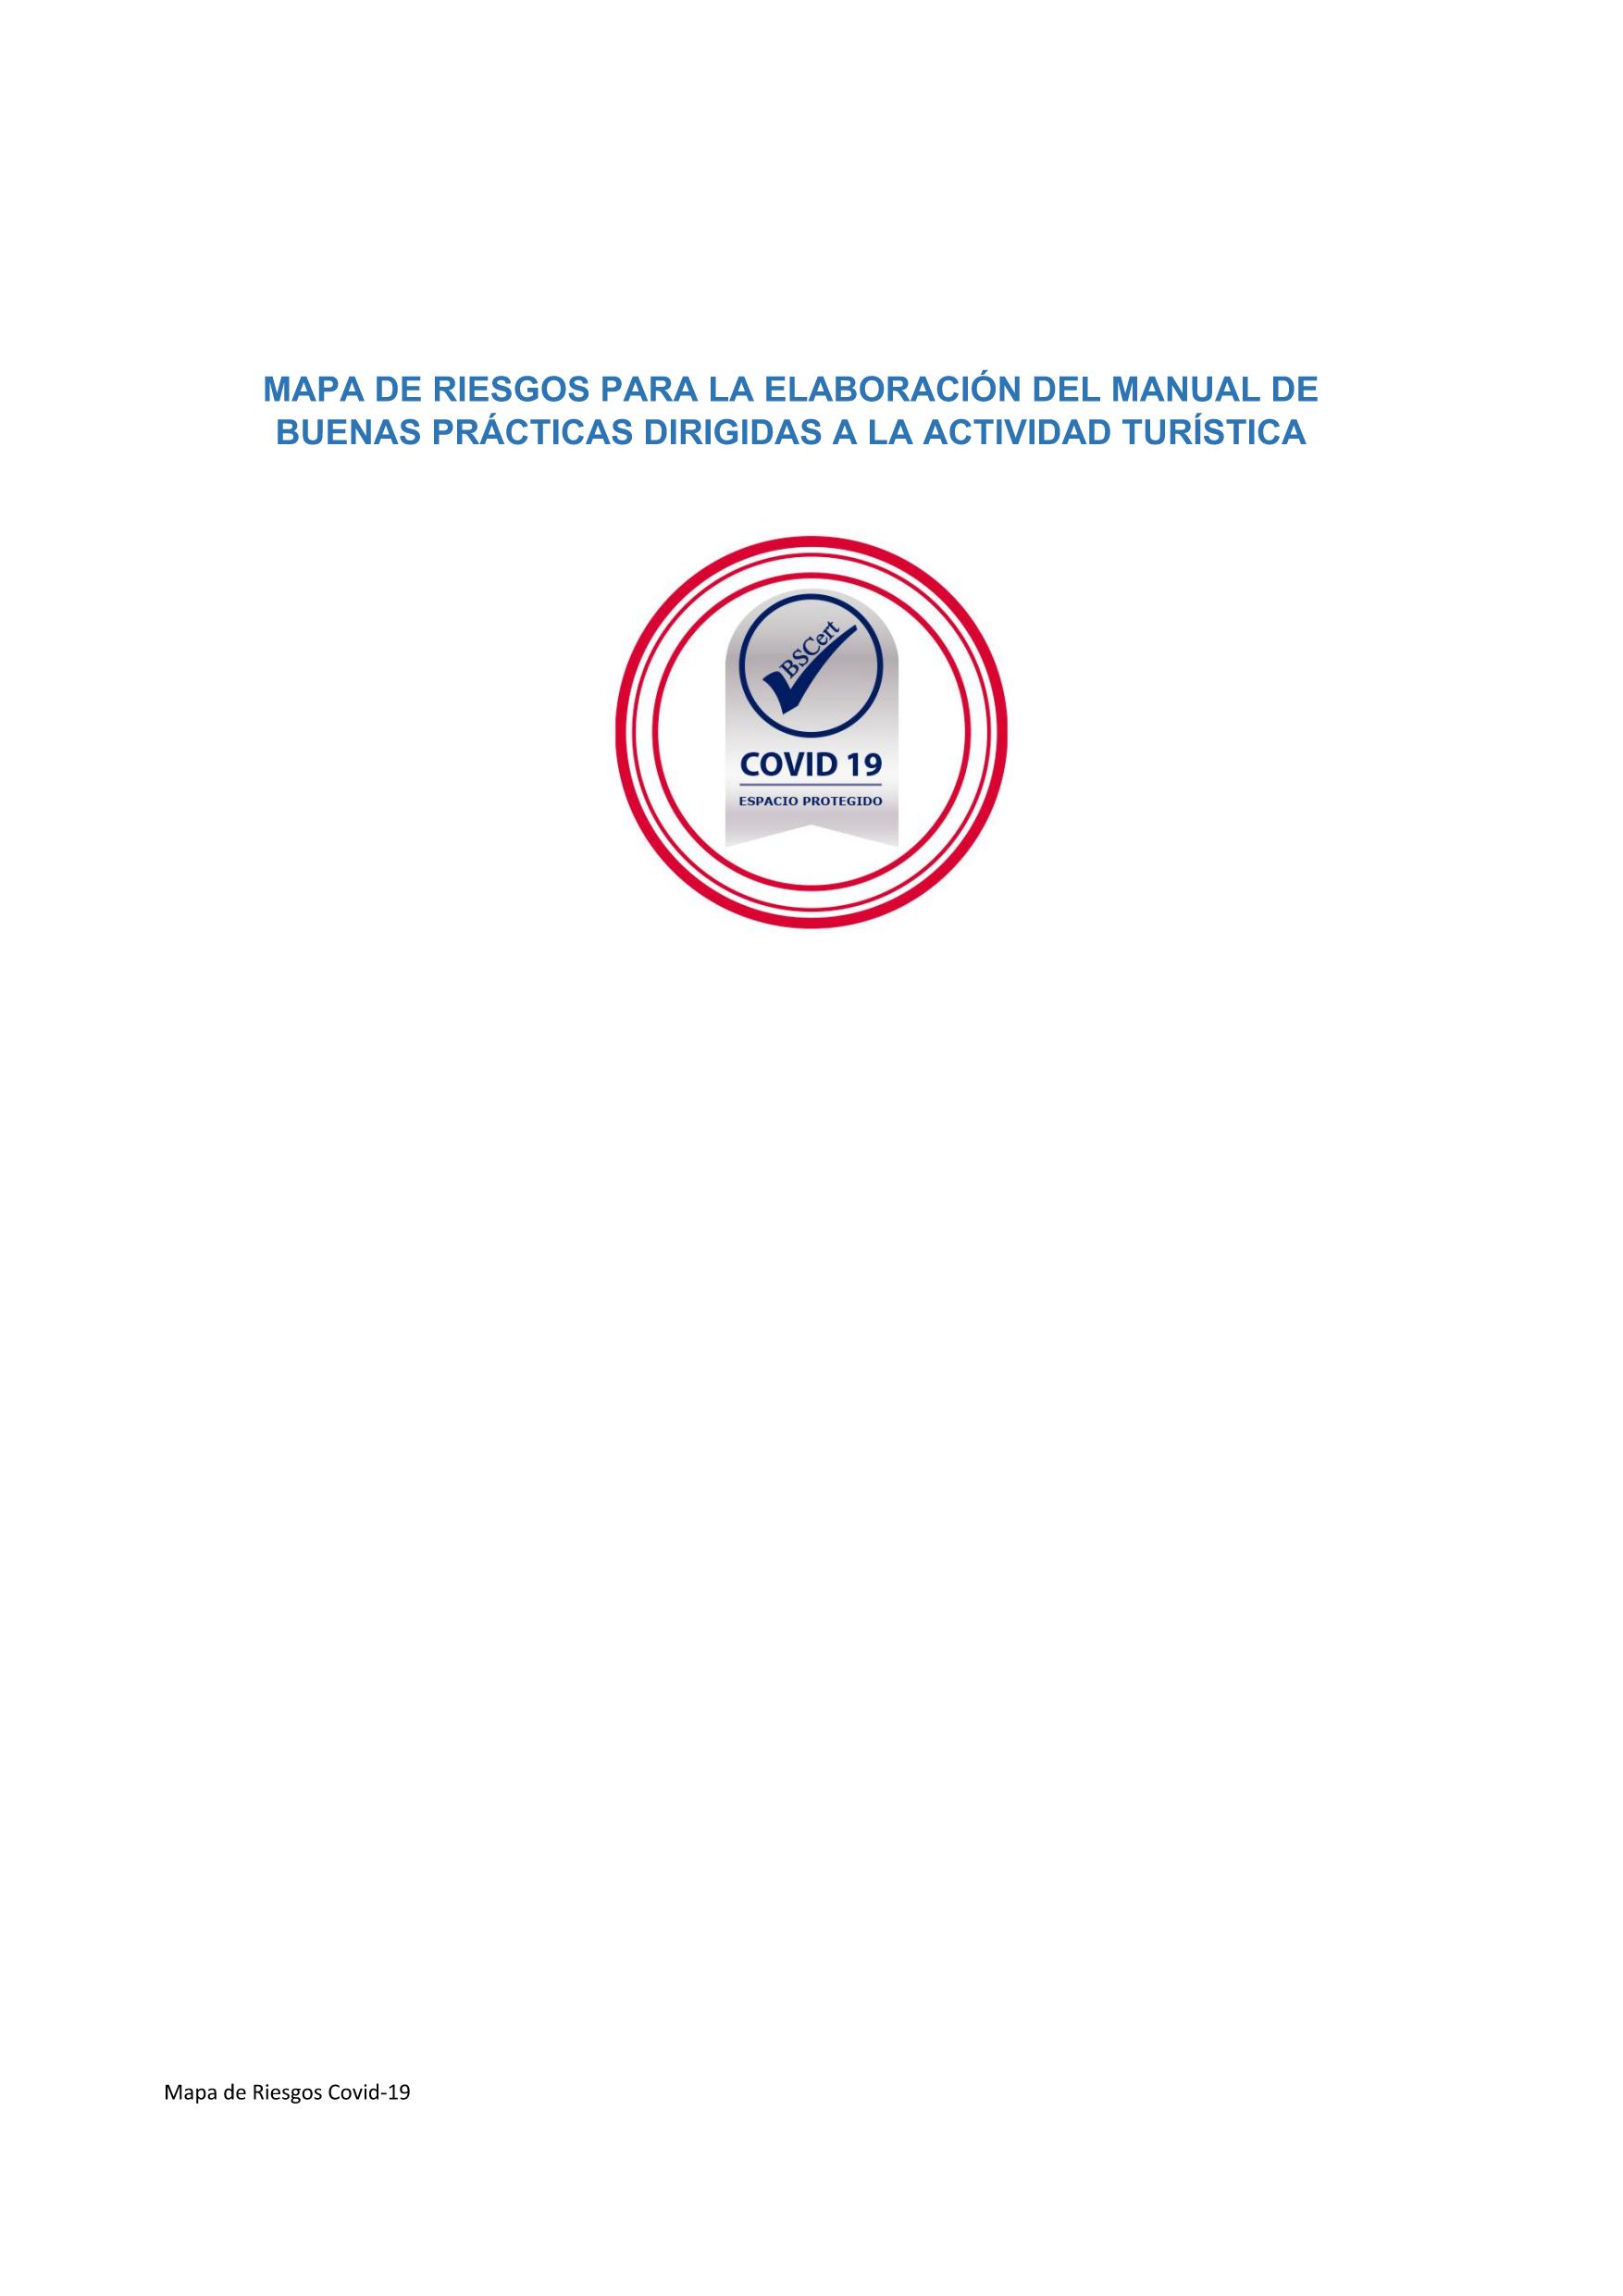 MAPA DE RIESGOS PARA LA ELABORACIÓN DEL MANUAL DE
BUENAS PRÁCTICAS DIRIGIDAS A LA ACTIVIDAD TURÍSTICA
BSCert
COVID 19
ESPACIO PROTEGIDO
Mapa de Riesgos Covid-19